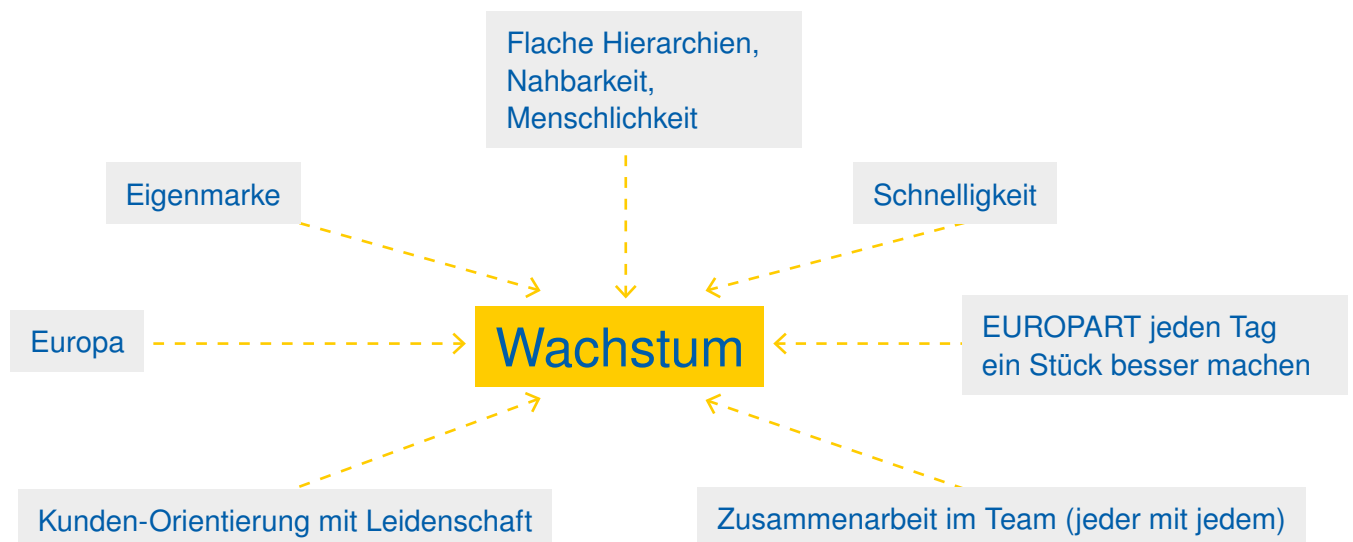 Flache Hierarchien,
Nahbarkeit,
Menschlichkeit
Eigenmarke
Schnelligkeit
Europa
Wachstum
EUROPART jeden Tag
ein Stück besser machen
Kunden-Orientierung mit Leidenschaft
Zusammenarbeit im Team (jeder mit jedem)